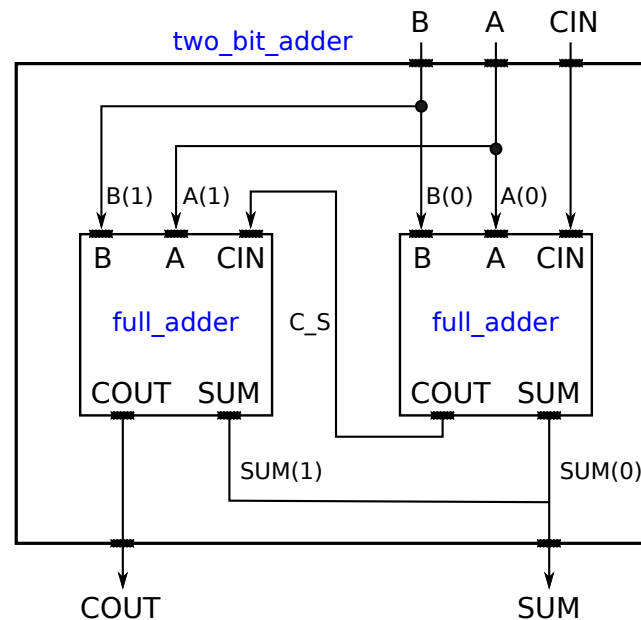 B A CIN
two_bit_adder
B(1) A(1) B(0) A(0)
B A CIN B A CIN
full_adder C_S full_adder
COUT SUM COUT SUM
SUM(1) SUM(0)
COUT SUM